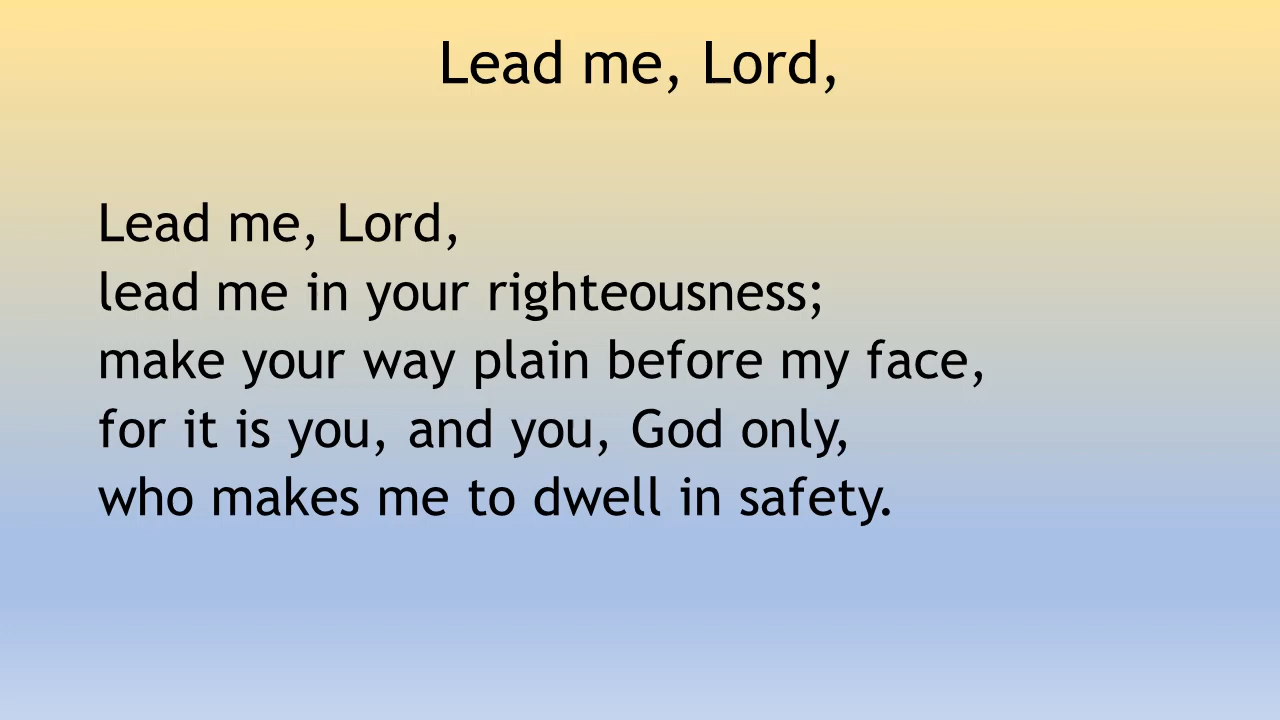 Lead me, Lord,
Lead me, Lord,
lead me in your righteousness;
make your way plain before my face,
for it is you, and you, God only,
who makes me to dwell in safety.